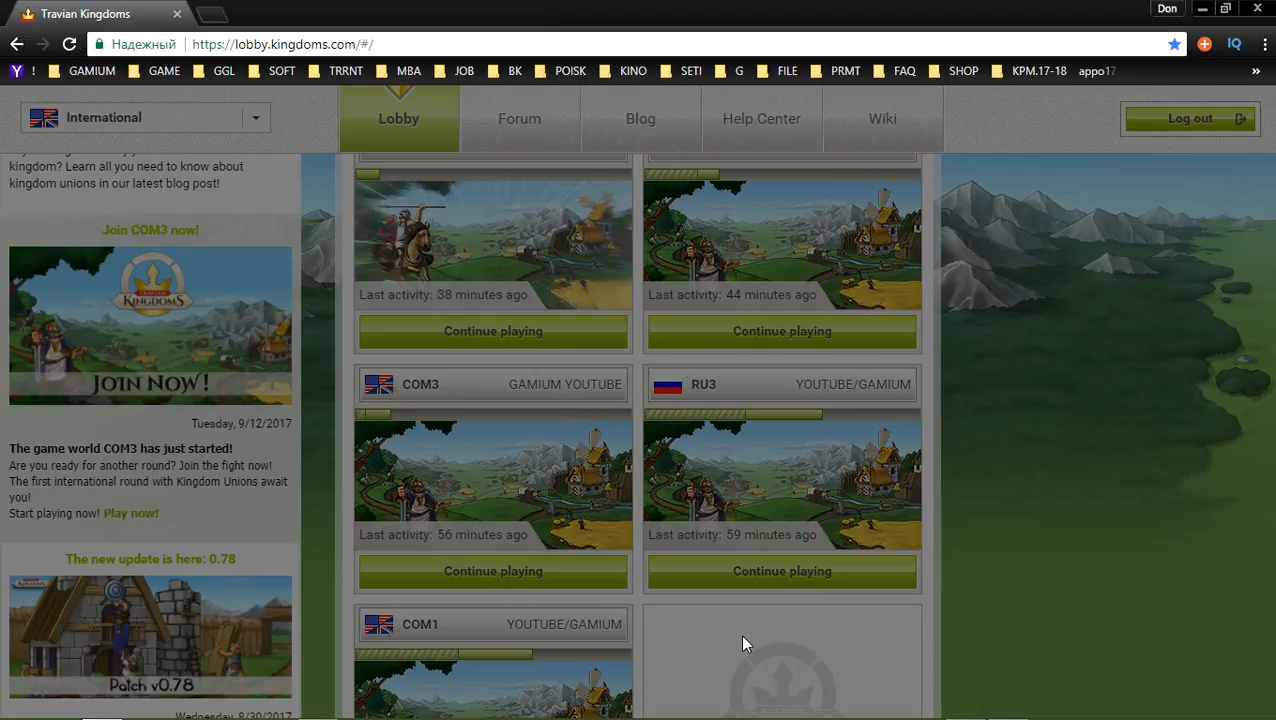 Travian Kingdoms
Don
Надежный
https://lobby.kingdoms.com/#/
IQ
Y ! GAMIUM GAME GGL SOFT TRRNT MBA JOB BK POISK KINO SETI G FILE PRMT FAQ SHOP KPM.17-18 appo17 »
International
Lobby
Forum
Blog
Help Center
Wiki
Log out
kingdom? Learn all you need to know about
kingdom unions in our latest blog post!
Join COM3 now!
TRAVIAN
KINGDOMS
JOIN NOW!
Tuesday, 9/12/2017
The game world COM3 has just started!
Are you ready for another round? Join the fight now!
The first international round with Kingdom Unions await
you!
Start playing now! Play now!
The new update is here: 0.78
KINGDOMS
Patch v0.78
Wednesday, 8/30/2017
Last activity: 38 minutes ago
Continue playing
Last activity: 44 minutes ago
Continue playing
COM3 GAMIUM YOUTUBE
Last activity: 56 minutes ago
Continue playing
RU3 YOUTUBE/GAMIUM
Last activity: 59 minutes ago
Continue playing
COM1 YOUTUBE/GAMIUM